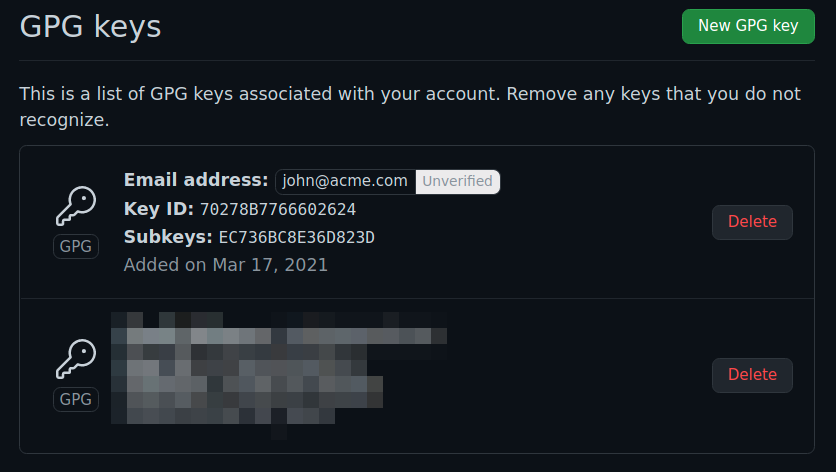 GPG keys
New GPG key
This is a list of GPG keys associated with your account. Remove any keys that you do not
recognize.
Email address: john@acme.com Unverified
Key ID: 70278B7766602624
Subkeys: EC736BC8E36D823D
Added on Mar 17, 2021
GPG
Delete
GPG
Delete